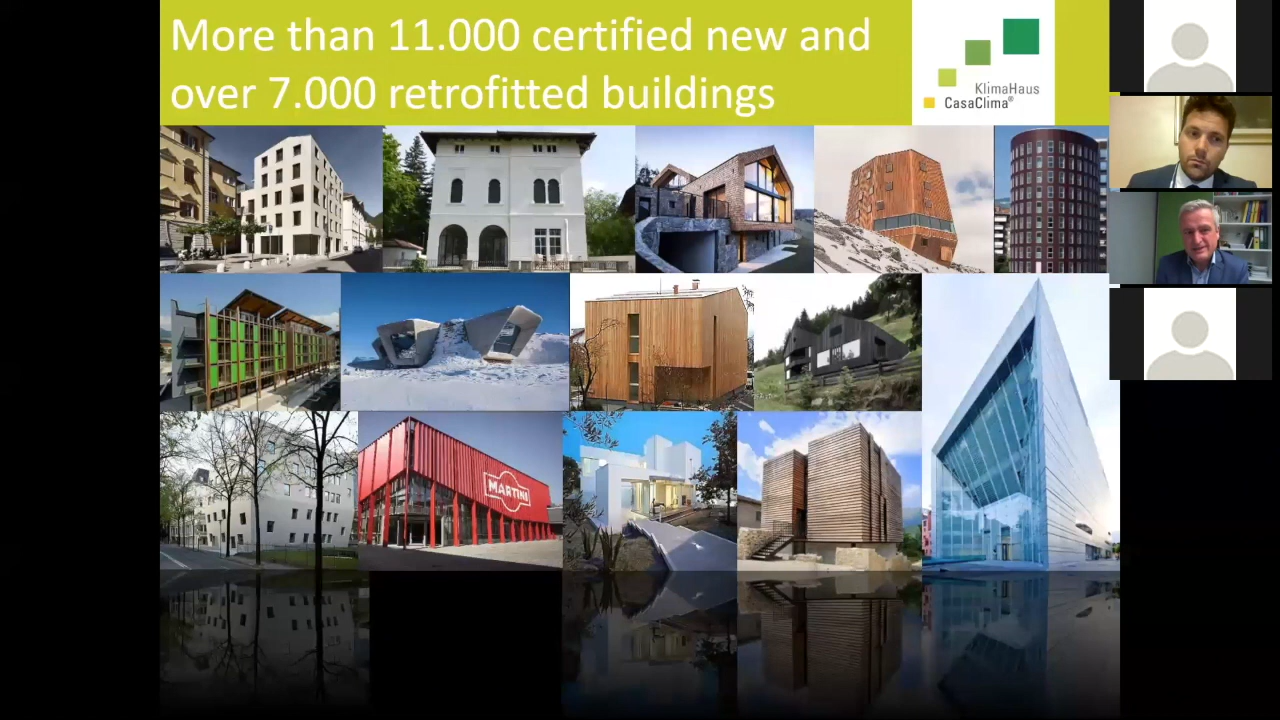 More than 11.000 certified new and
over 7.000 retrofitted buildings
KlimaHaus
CasaClima®
MARTINI